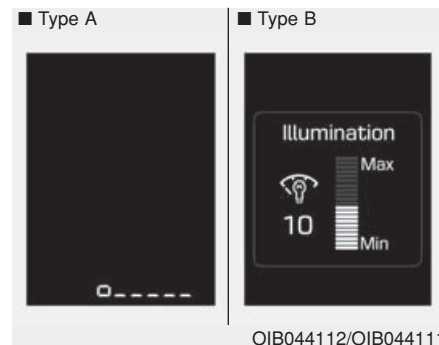 ■ Type A
■ Type B
Illumination
Max
10
Min
OIB044112/OIB044111